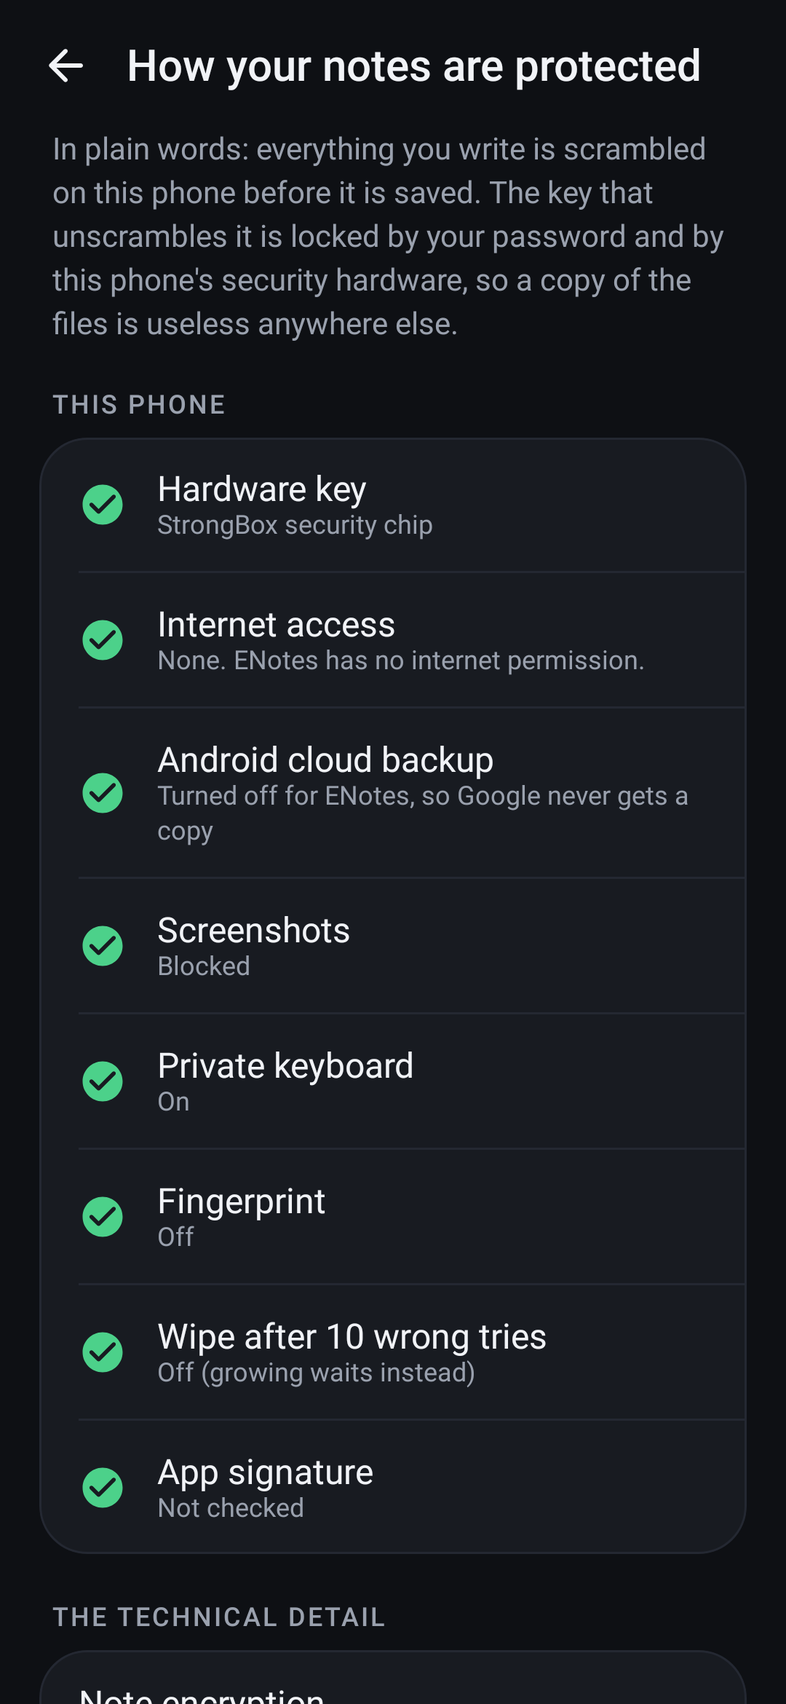 How your notes are protected
In plain words: everything you write is scrambled
on this phone before it is saved. The key that
unscrambles it is locked by your password and by
this phone's security hardware, so a copy of the
files is useless anywhere else.
THIS PHONE
Hardware key
StrongBox security chip
Internet access
None. ENotes has no internet permission.
Android cloud backup
Turned off for ENotes, so Google never gets a
copy
Screenshots
Blocked
Private keyboard
On
Fingerprint
Off
Wipe after 10 wrong tries
Off (growing waits instead)
App signature
Not checked
THE TECHNICAL DETAIL
Note encryption